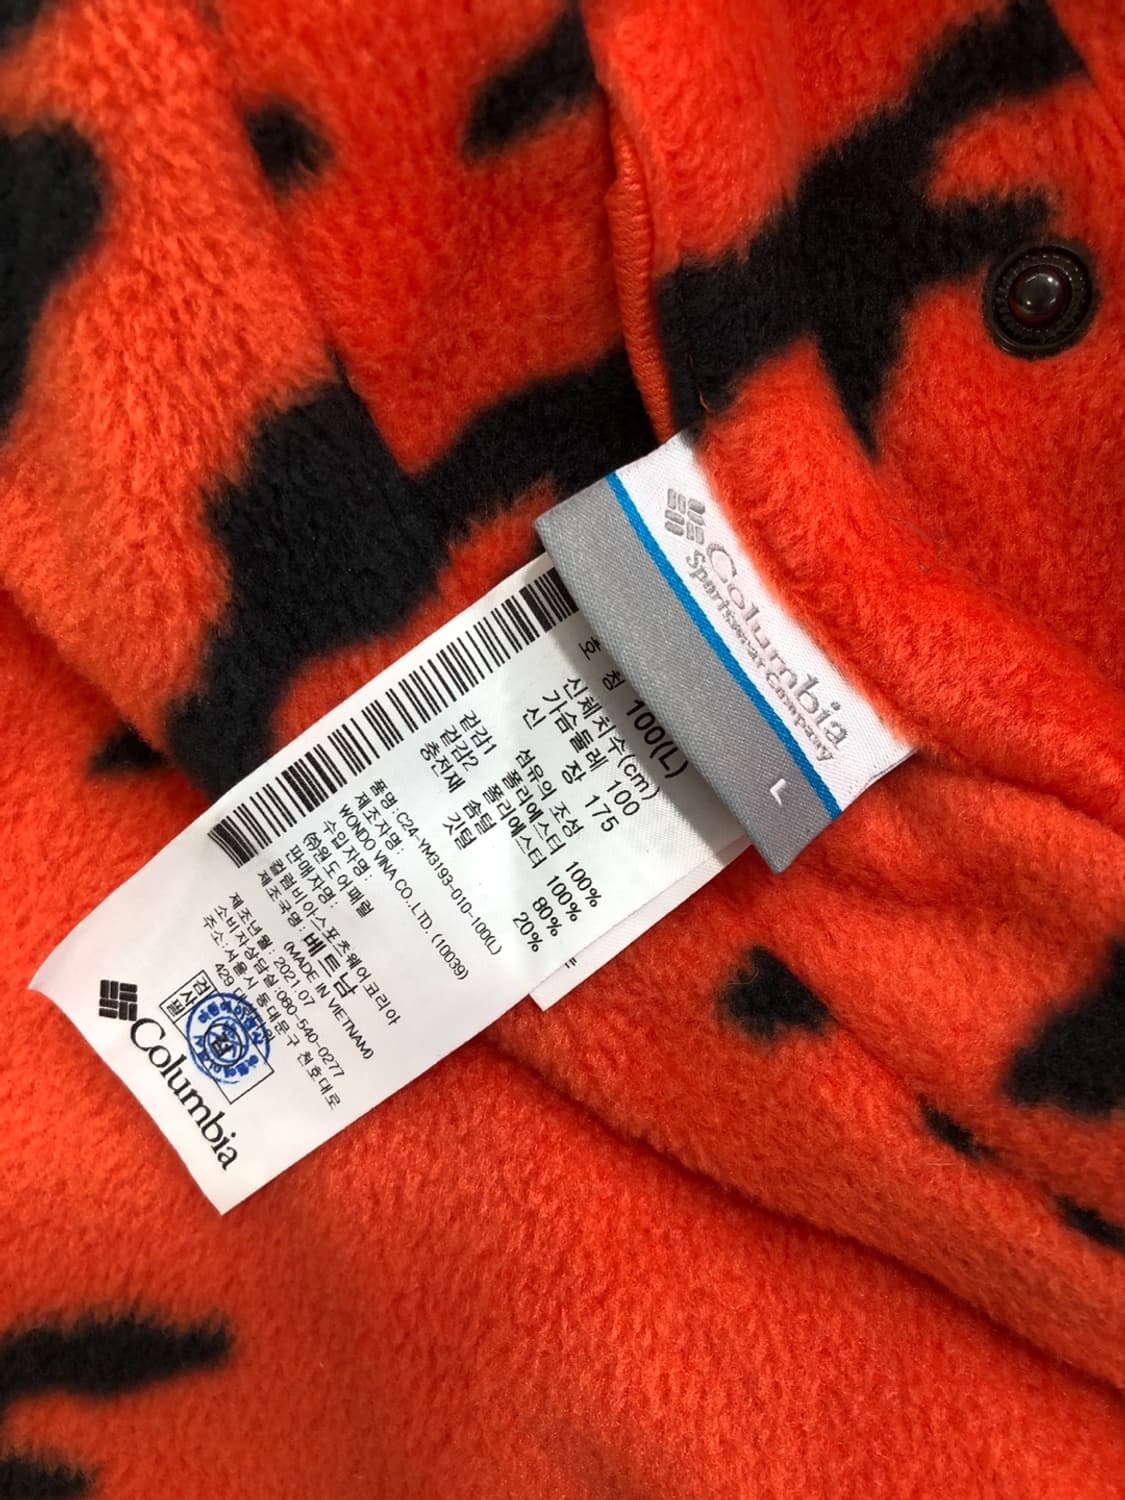 Columbia
Sportswear Company
L
호 칭 100(L)
신체치수(cm)
가슴둘레 100
신 장 175
섬유의 조성
겉감1 폴리에스터 100%
겉감2 폴리에스터 100%
충전재 솜털 80%
깃털 20%
품명:C24-YM3193-010-100(L)
제조자명:
WONDO VINA CO.,LTD. (10039)
수입자명:
㈜원도어패럴
판매자명:
컬럼비아스포츠웨어코리아
제조국명: 베트남
(MADE IN VIETNAM)
제조년월: 2021.07
소비자상담실:080-540-0277
주소:서울시 동대문구 천호대로
429
검사필
Columbia